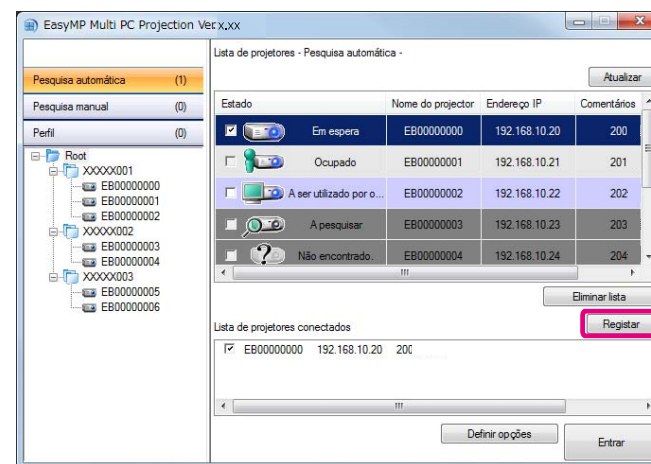 EasyMP Multi PC Projection Ver.x.xx
Lista de projetores - Pesquisa automática -
Atualizar
Pesquisa automática (1)
Pesquisa manual (0)
Perfil (0)
Root
XXXXX001
EB00000000
EB00000001
EB00000002
XXXXX002
EB00000003
EB00000004
XXXXX003
EB00000005
EB00000006
Estado Nome do projector Endereço IP Comentários
Em espera EB00000000 192.168.10.20 200
Ocupado EB00000001 192.168.10.21 201
A ser utilizado por o... EB00000002 192.168.10.22 202
A pesquisar EB00000003 192.168.10.23 203
Não encontrado. EB00000004 192.168.10.24 204
Eliminar lista
Lista de projetores conectados
Registar
EB00000000 192.168.10.20 200
Definir opções
Entrar